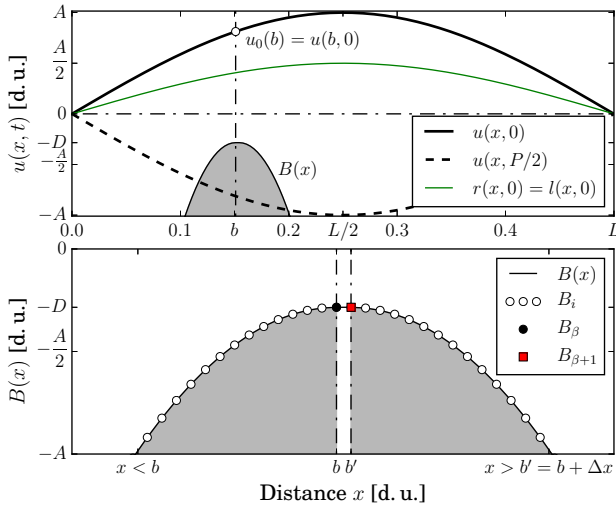 A
A/2
0
−D
−A/2
−A
u(x, t) [d. u.]
u₀(b) = u(b, 0)
B(x)
u(x, 0)
u(x, P/2)
r(x, 0) = l(x, 0)
0.0 0.1 b 0.2 L/2 0.3 0.4 L
0
−D
−A/2
−A
B(x) [d. u.]
B(x)
Bᵢ
B_β
B_{β+1}
x < b b b′ x > b′ = b + Δx
Distance x [d. u.]